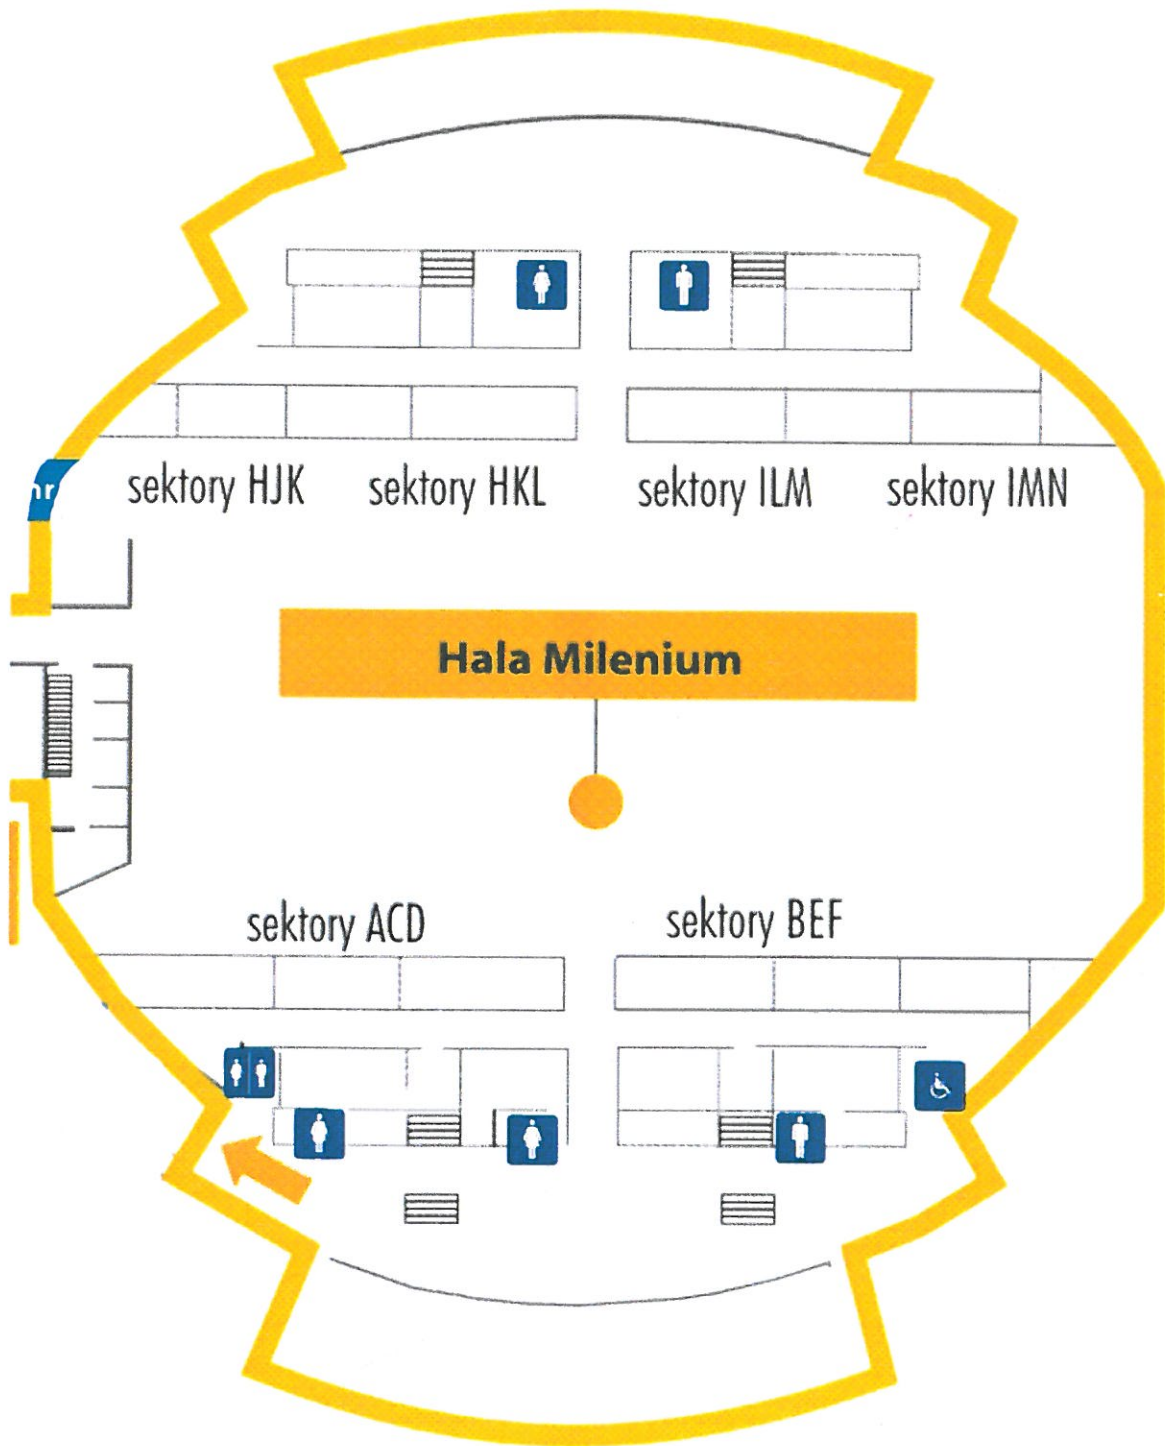 sektory HJK
sektory HKL
sektory ILM
sektory IMN
Hala Milenium
sektory ACD
sektory BEF